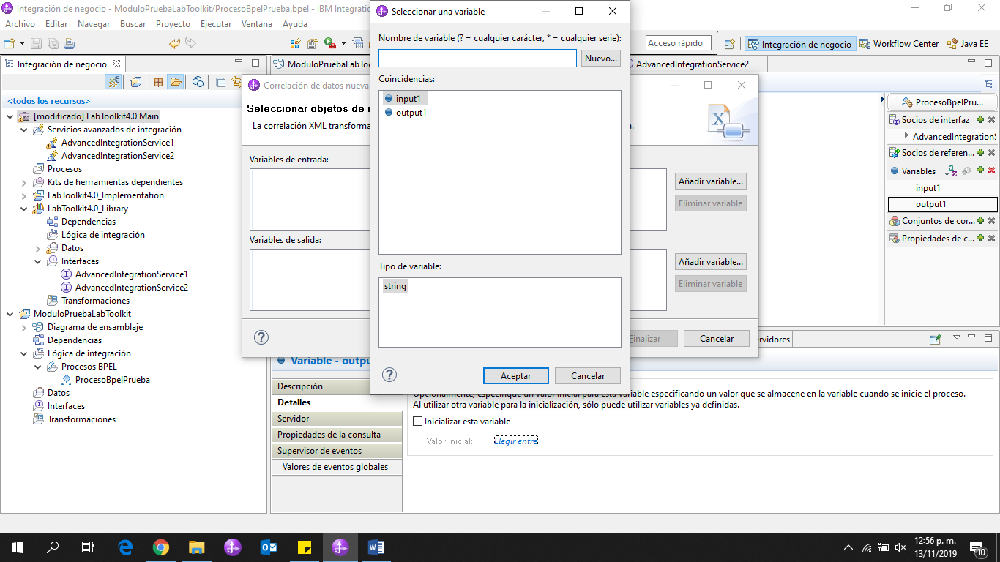 Integración de negocio - ModuloPruebaLabToolkit/ProcesoBpelPrueba.bpel - IBM Integratio
Archivo Editar Navegar Buscar Proyecto Ejecutar Ventana Ayuda
Acceso rápido
Integración de negocio
Workflow Center
Java EE
Integración de negocio
<todos los recursos>
[modificado] LabToolkit4.0 Main
Servicios avanzados de integración
AdvancedIntegrationService1
AdvancedIntegrationService2
Procesos
Kits de herrramientas dependientes
LabToolkit4.0_Implementation
LabToolkit4.0_Library
Dependencias
Lógica de integración
Datos
Interfaces
AdvancedIntegrationService1
AdvancedIntegrationService2
Transformaciones
ModuloPruebaLabToolkit
Diagrama de ensamblaje
Dependencias
Lógica de integración
Procesos BPEL
ProcesoBpelPrueba
Datos
Interfaces
Transformaciones
ModuloPruebaLabToo
AdvancedIntegrationService2
Correlación de datos nueva
Seleccionar objetos de
La correlación XML transforma
a.
Variables de entrada:
Añadir variable...
Eliminar variable
Variables de salida:
Añadir variable...
Eliminar variable
Finalizar
Cancelar
Seleccionar una variable
Nombre de variable (? = cualquier carácter, * = cualquier serie):
Nuevo...
Coincidencias:
input1
output1
Tipo de variable:
string
Aceptar
Cancelar
ProcesoBpelPru...
Socios de interfaz
AdvancedIntegrationS
Socios de referen...
Variables
input1
output1
Conjuntos de cor...
Propiedades de c...
ervidores
Variable - outpu
Descripción
Detalles
Servidor
Propiedades de la consulta
Supervisor de eventos
Valores de eventos globales
Opcionalmente, especifique un valor inicial para esta variable especificando un valor que se almacene en la variable cuando se inicie el proceso.
Al utilizar otra variable para la inicialización, sólo puede utilizar variables ya definidas.
Inicializar esta variable
Valor inicial:
Elegir entre
12:56 p. m.
13/11/2019
10